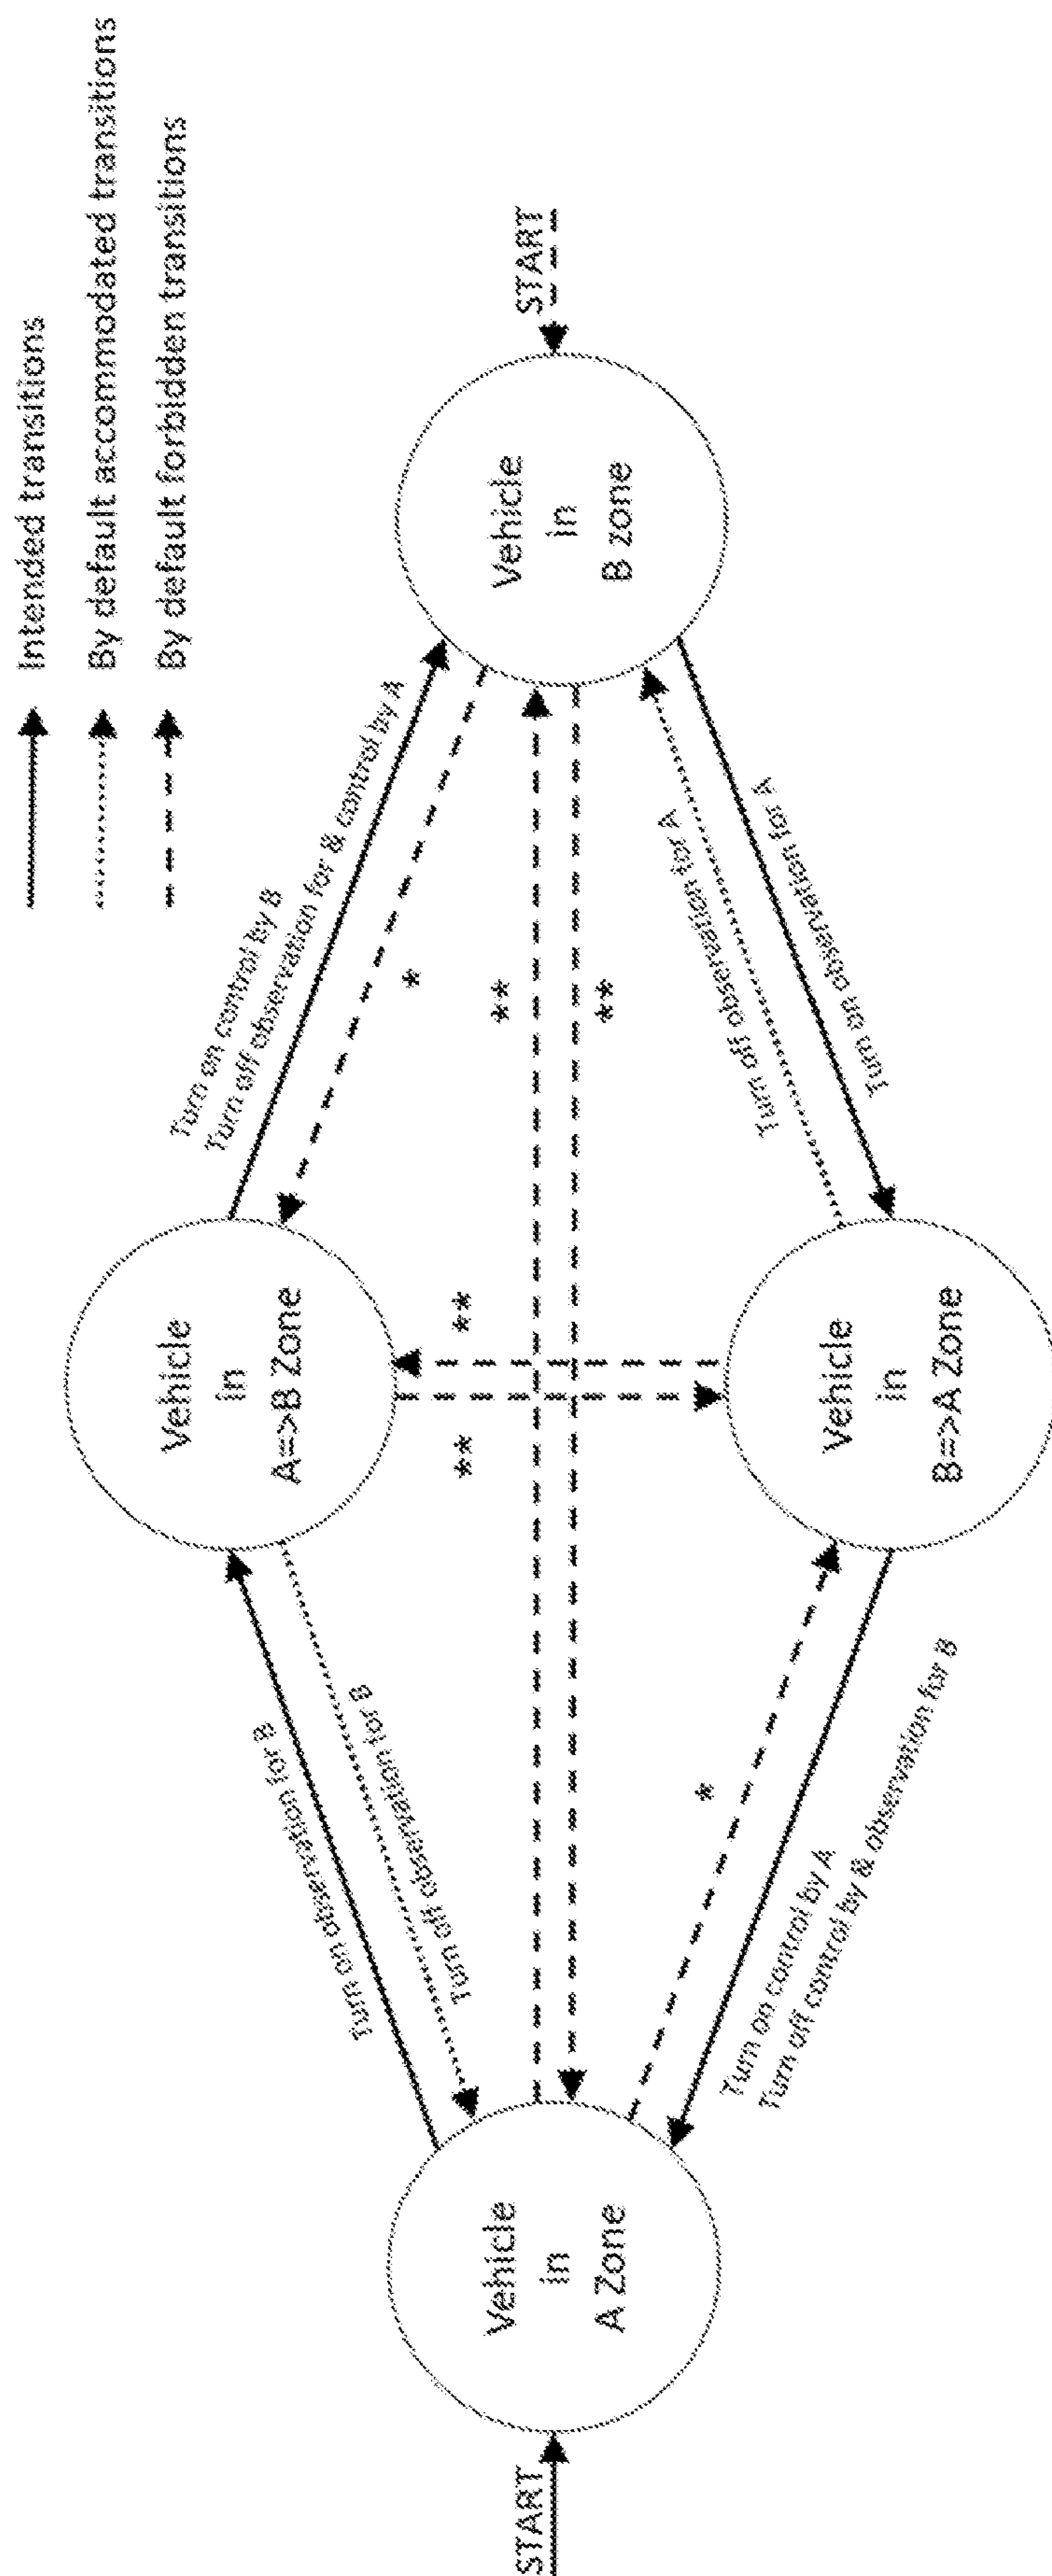 Intended transitions
By default accommodated transitions
By default forbidden transitions
START
Vehicle
in
A Zone
Turn on observation for B
Turn off observation for B
Vehicle
in
A=>B Zone
Turn on control by B
Turn off observation for & control by A
*
**
**
**
**
*
Turn on control by A
Turn off control by & observation for B
Vehicle
in
B=>A Zone
Turn off observation for A
Turn on observation for A
Vehicle
in
B zone
START